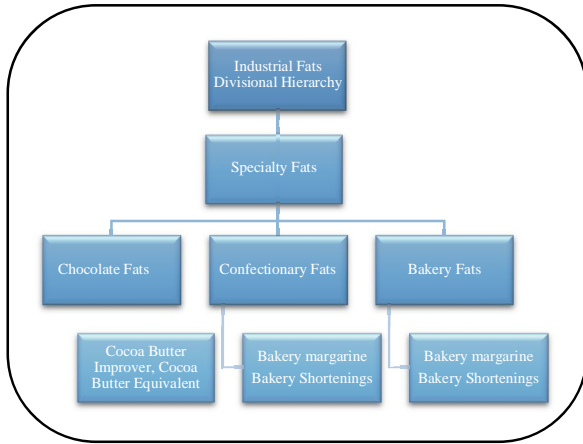 Industrial Fats
Divisional Hierarchy
Specialty Fats
Chocolate Fats
Confectionary Fats
Bakery Fats
Cocoa Butter
Improver, Cocoa
Butter Equivalent
Bakery margarine
Bakery Shortenings
Bakery margarine
Bakery Shortenings